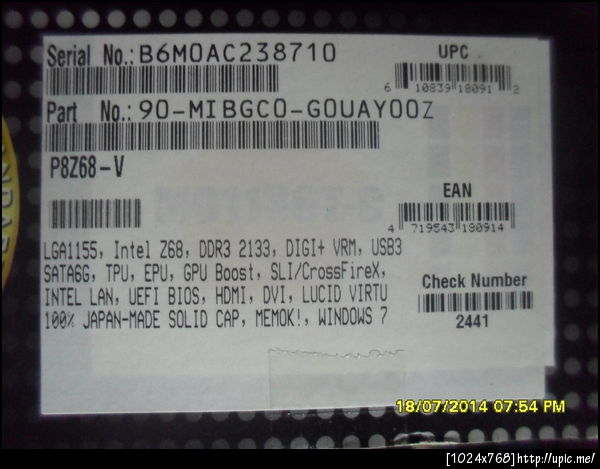 Serial No.: B6M0AC238710
UPC
6 10839 18091 2
Part No.: 90-MIBGC0-G0UAY00Z
P8Z68-V
EAN
4 719543 180914
LGA1155, Intel Z68, DDR3 2133, DIGI+ VRM, USB3
SATA6G, TPU, EPU, GPU Boost, SLI/CrossFireX,
INTEL LAN, UEFI BIOS, HDMI, DVI, LUCID VIRTU
100% JAPAN-MADE SOLID CAP, MEMOK!, WINDOWS 7
Check Number
2441
18/07/2014 07:54 PM
[1024x768]http://upic.me/